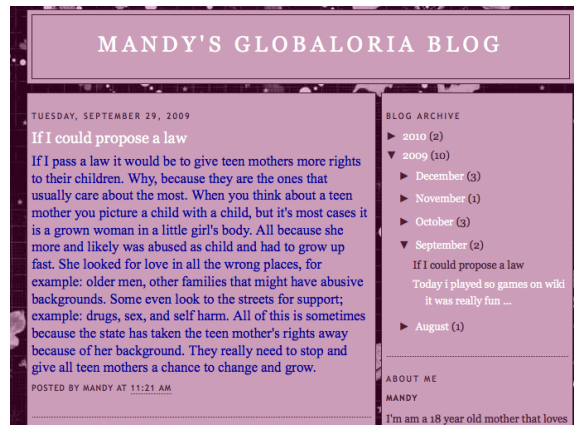 MANDY'S GLOBALORIA BLOG
TUESDAY, SEPTEMBER 29, 2009
If I could propose a law
If I pass a law it would be to give teen mothers more rights
to their children. Why, because they are the ones that
usually care about the most. When you think about a teen
mother you picture a child with a child, but it's most cases it
is a grown woman in a little girl's body. All because she
more and likely was abused as child and had to grow up
fast. She looked for love in all the wrong places, for
example: older men, other families that might have abusive
backgrounds. Some even look to the streets for support;
example: drugs, sex, and self harm. All of this is sometimes
because the state has taken the teen mother's rights away
because of her background. They really need to stop and
give all teen mothers a chance to change and grow.
POSTED BY MANDY AT 11:21 AM
BLOG ARCHIVE
► 2010 (2)
▼ 2009 (10)
► December (3)
► November (1)
► October (3)
▼ September (2)
If I could propose a law
Today i played so games on wiki
it was really fun ...
► August (1)
ABOUT ME
MANDY
I'm am a 18 year old mother that loves